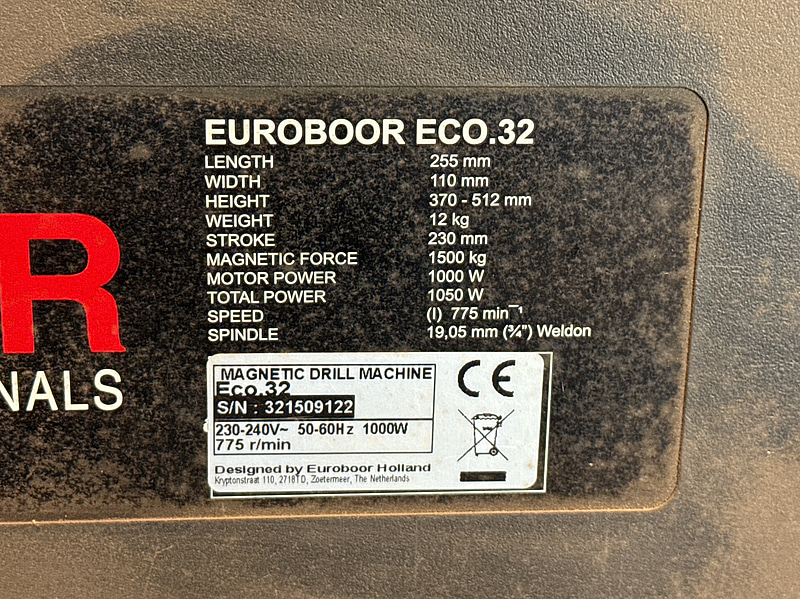 EUROBOOR ECO.32
LENGTH 255 mm
WIDTH 110 mm
HEIGHT 370 - 512 mm
WEIGHT 12 kg
STROKE 230 mm
MAGNETIC FORCE 1500 kg
MOTOR POWER 1000 W
TOTAL POWER 1050 W
SPEED (I) 775 min⁻¹
SPINDLE 19,05 mm (¾") Weldon
R
NALS
MAGNETIC DRILL MACHINE
Eco.32
S/N : 321509122
230-240V~ 50-60Hz 1000W
775 r/min
Designed by Euroboor Holland
Kryptonstraat 110, 2718TD, Zoetermeer, The Netherlands
CE